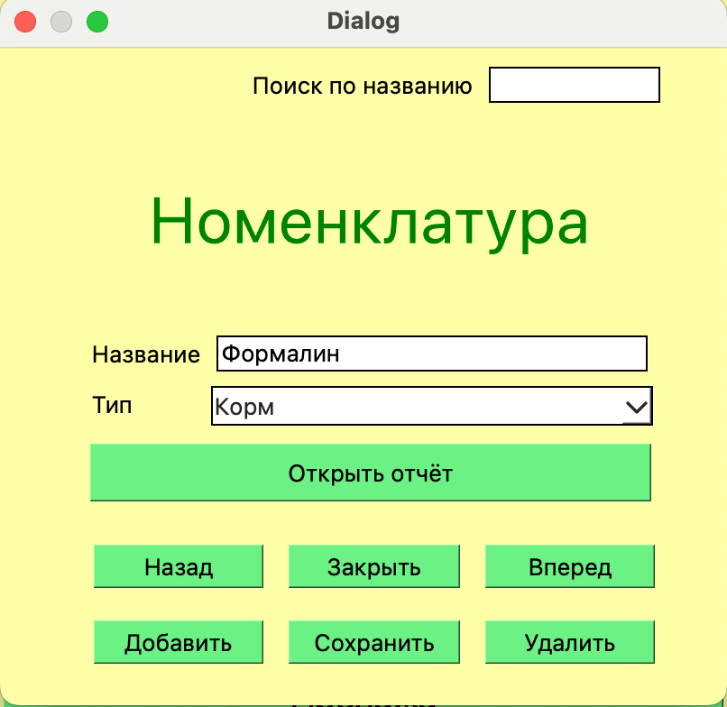 Dialog
Поиск по названию
Номенклатура
Название Формалин
Тип Корм
Открыть отчёт
Назад Закрыть Вперед
Добавить Сохранить Удалить